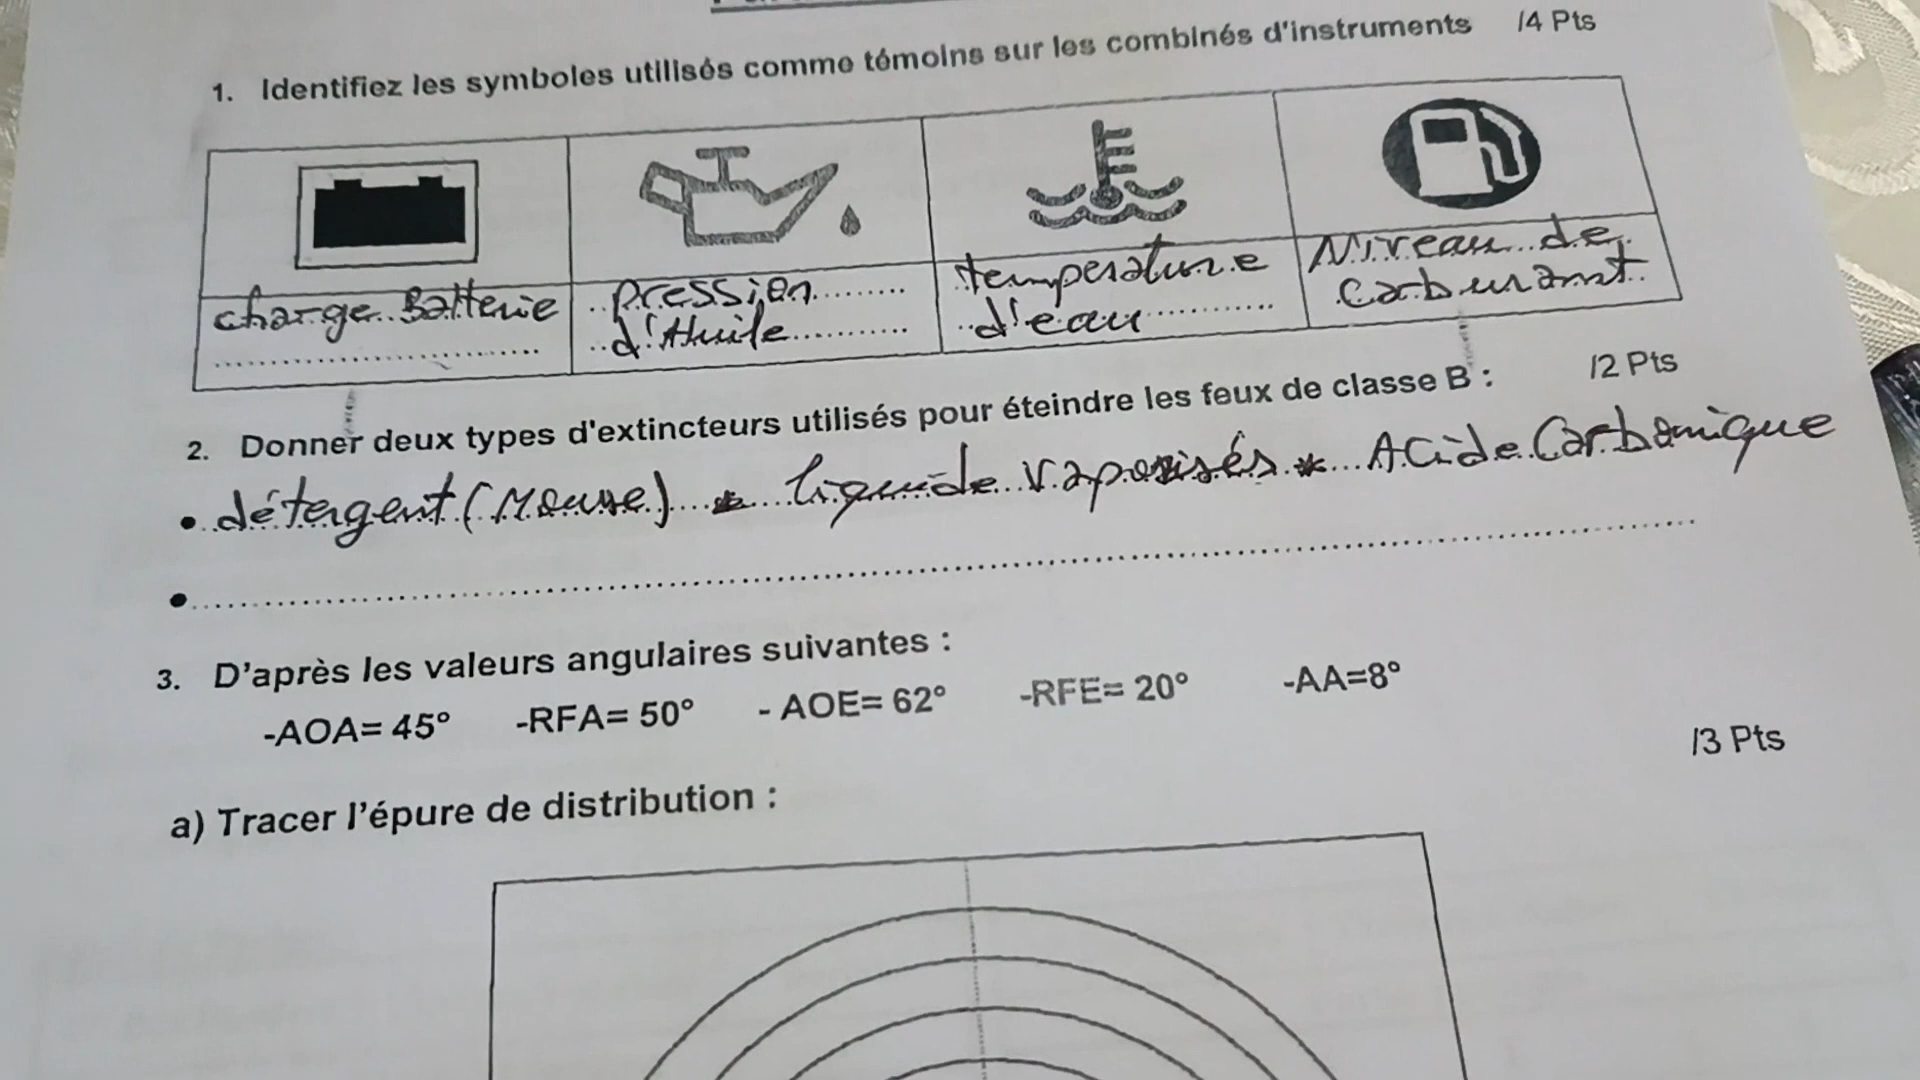 1. Identifiez les symboles utilisés comme témoins sur les combinés d'instruments /4 Pts
charge Batterie
pression
d'Huile
temperature
d'eau
Niveau de
carburant
2. Donner deux types d'extincteurs utilisés pour éteindre les feux de classe B : /2 Pts
• détergent (Mousse) * liquide vaporisés * Acide Carbonique
•
3. D'après les valeurs angulaires suivantes :
-AOA= 45° -RFA= 50° - AOE= 62° -RFE= 20° -AA=8°
/3 Pts
a) Tracer l'épure de distribution :